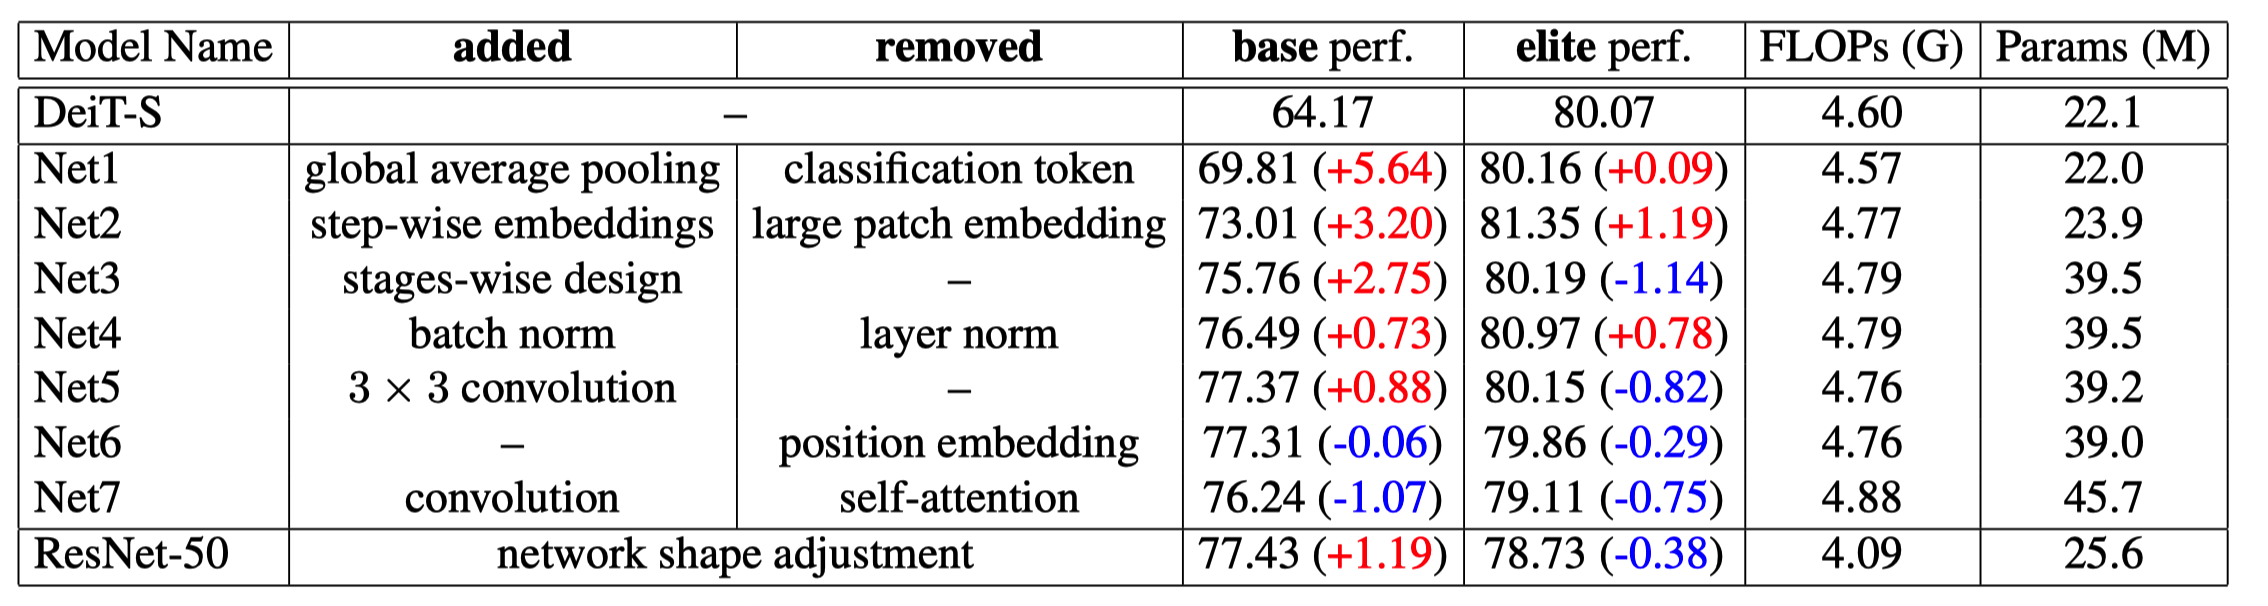 Model Name added removed base perf. elite perf. FLOPs (G) Params (M)
DeiT-S – 64.17 80.07 4.60 22.1
Net1 global average pooling classification token 69.81 (+5.64) 80.16 (+0.09) 4.57 22.0
Net2 step-wise embeddings large patch embedding 73.01 (+3.20) 81.35 (+1.19) 4.77 23.9
Net3 stages-wise design – 75.76 (+2.75) 80.19 (-1.14) 4.79 39.5
Net4 batch norm layer norm 76.49 (+0.73) 80.97 (+0.78) 4.79 39.5
Net5 3 × 3 convolution – 77.37 (+0.88) 80.15 (-0.82) 4.76 39.2
Net6 – position embedding 77.31 (-0.06) 79.86 (-0.29) 4.76 39.0
Net7 convolution self-attention 76.24 (-1.07) 79.11 (-0.75) 4.88 45.7
ResNet-50 network shape adjustment 77.43 (+1.19) 78.73 (-0.38) 4.09 25.6